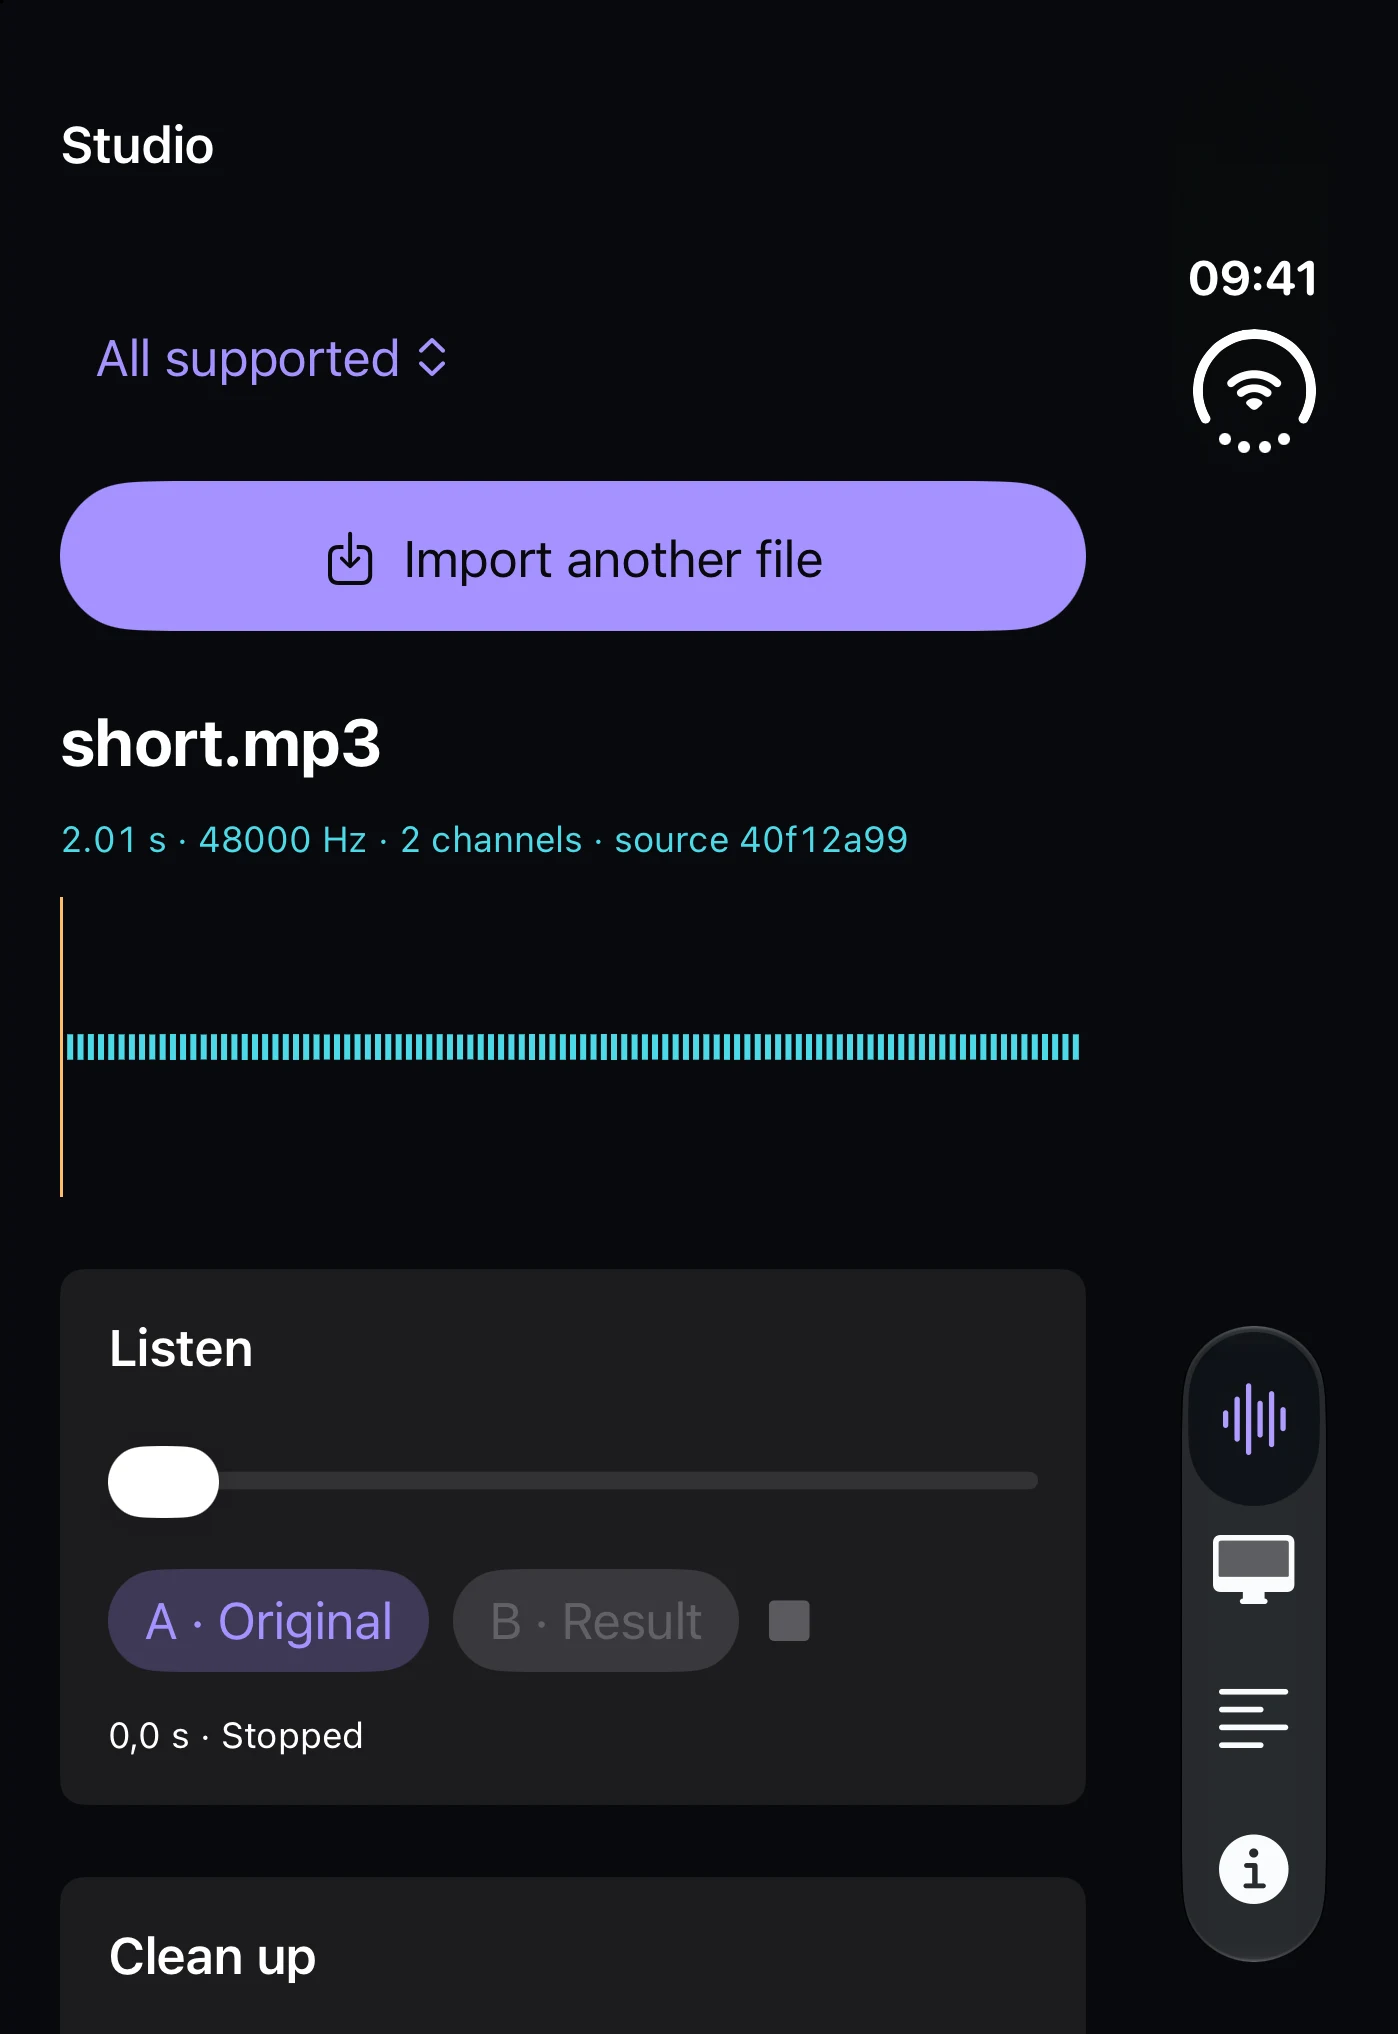 Studio
09:41
All supported
Import another file
short.mp3
2.01 s · 48000 Hz · 2 channels · source 40f12a99
Listen
A · Original
B · Result
0,0 s · Stopped
Clean up